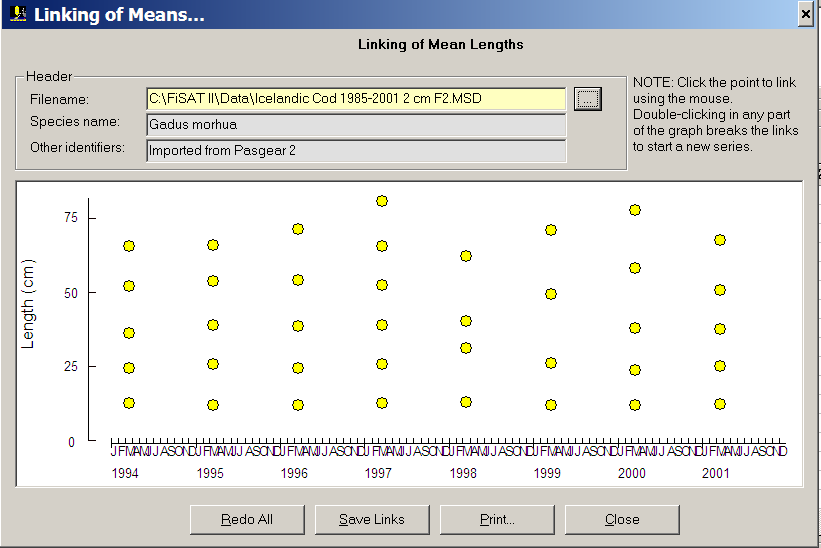 Linking of Means...
Linking of Mean Lengths
Header
Filename: C:\FiSAT II\Data\Icelandic Cod 1985-2001 2 cm F2.MSD ...
Species name: Gadus morhua
Other identifiers: Imported from Pasgear 2
NOTE: Click the point to link
using the mouse.
Double-clicking in any part
of the graph breaks the links
to start a new series.
Length (cm)
75
50
25
0
JFMAMJJASONDJFMAMJJASONDJFMAMJJASONDJFMAMJJASONDJFMAMJJASONDJFMAMJJASONDJFMAMJJASONDJFMAMJJASOND
1994 1995 1996 1997 1998 1999 2000 2001
Redo All Save Links Print... Close